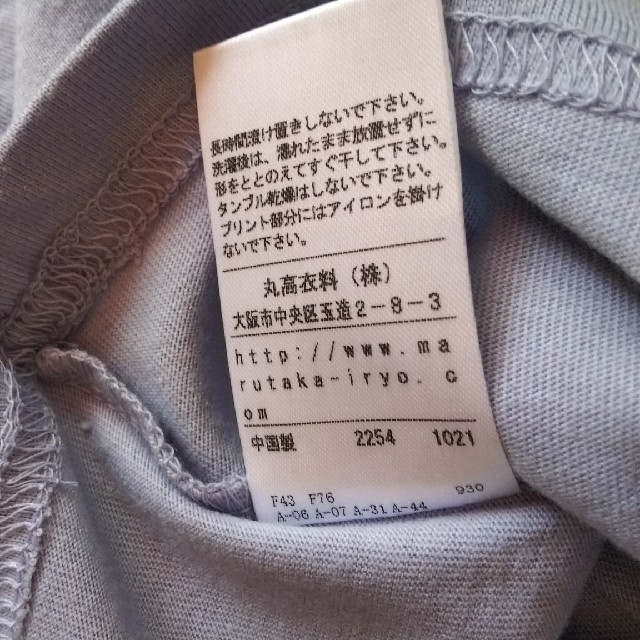 長時間漬け置きしないで下さい。
洗濯後は、濡れたまま放置せずに
形をととのえてすぐ干して下さい。
タンブル乾燥はしないで下さい。
プリント部分にはアイロンを掛け
ないで下さい。
丸高衣料（株）
大阪市中央区玉造2-8-3
http://www.ma
rutaka-iryo.c
om
中国製 2254 1021
F43 F76 930
A-06 A-07 A-31 A-44